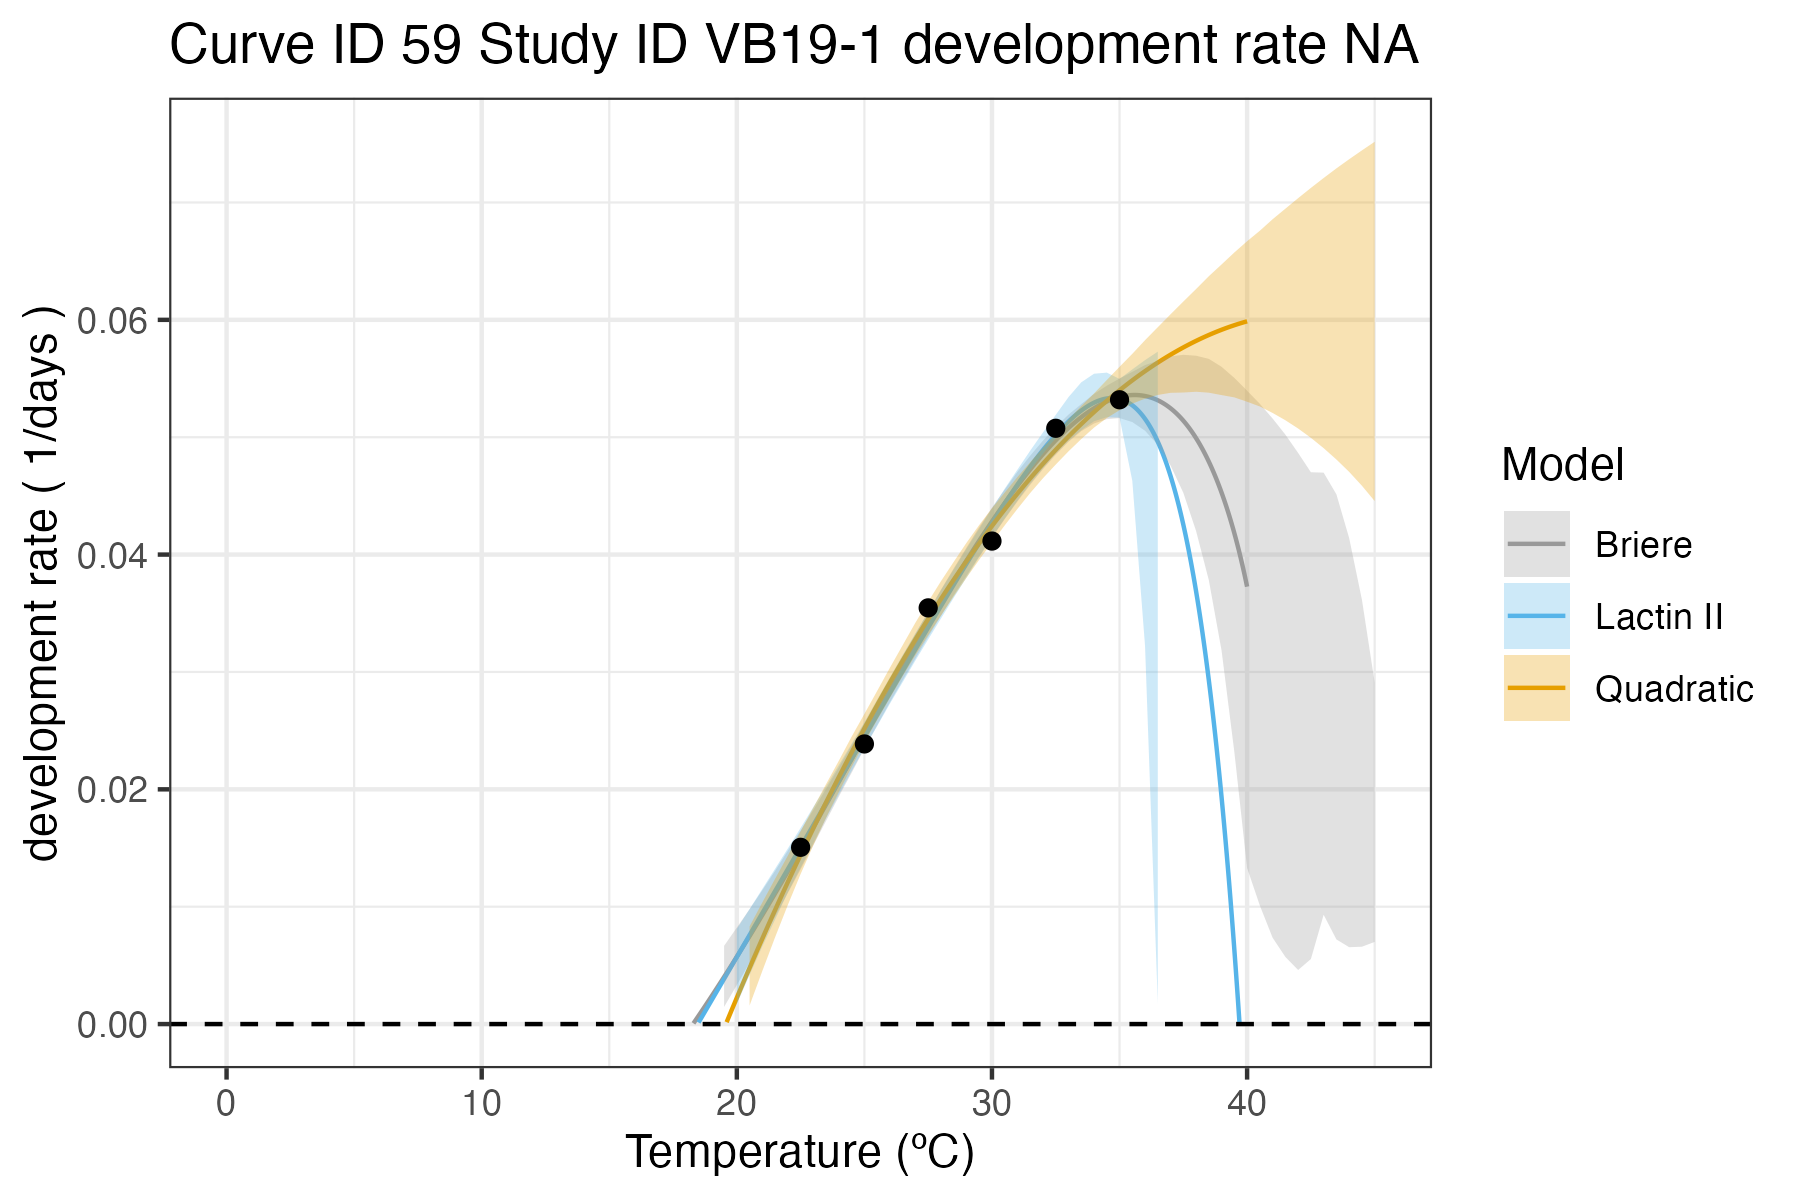 Curve ID 59 Study ID VB19-1 development rate NA
development rate ( 1/days )
0.06
0.04
0.02
0.00
0
10
20
30
40
Temperature (ºC)
Model
Briere
Lactin II
Quadratic